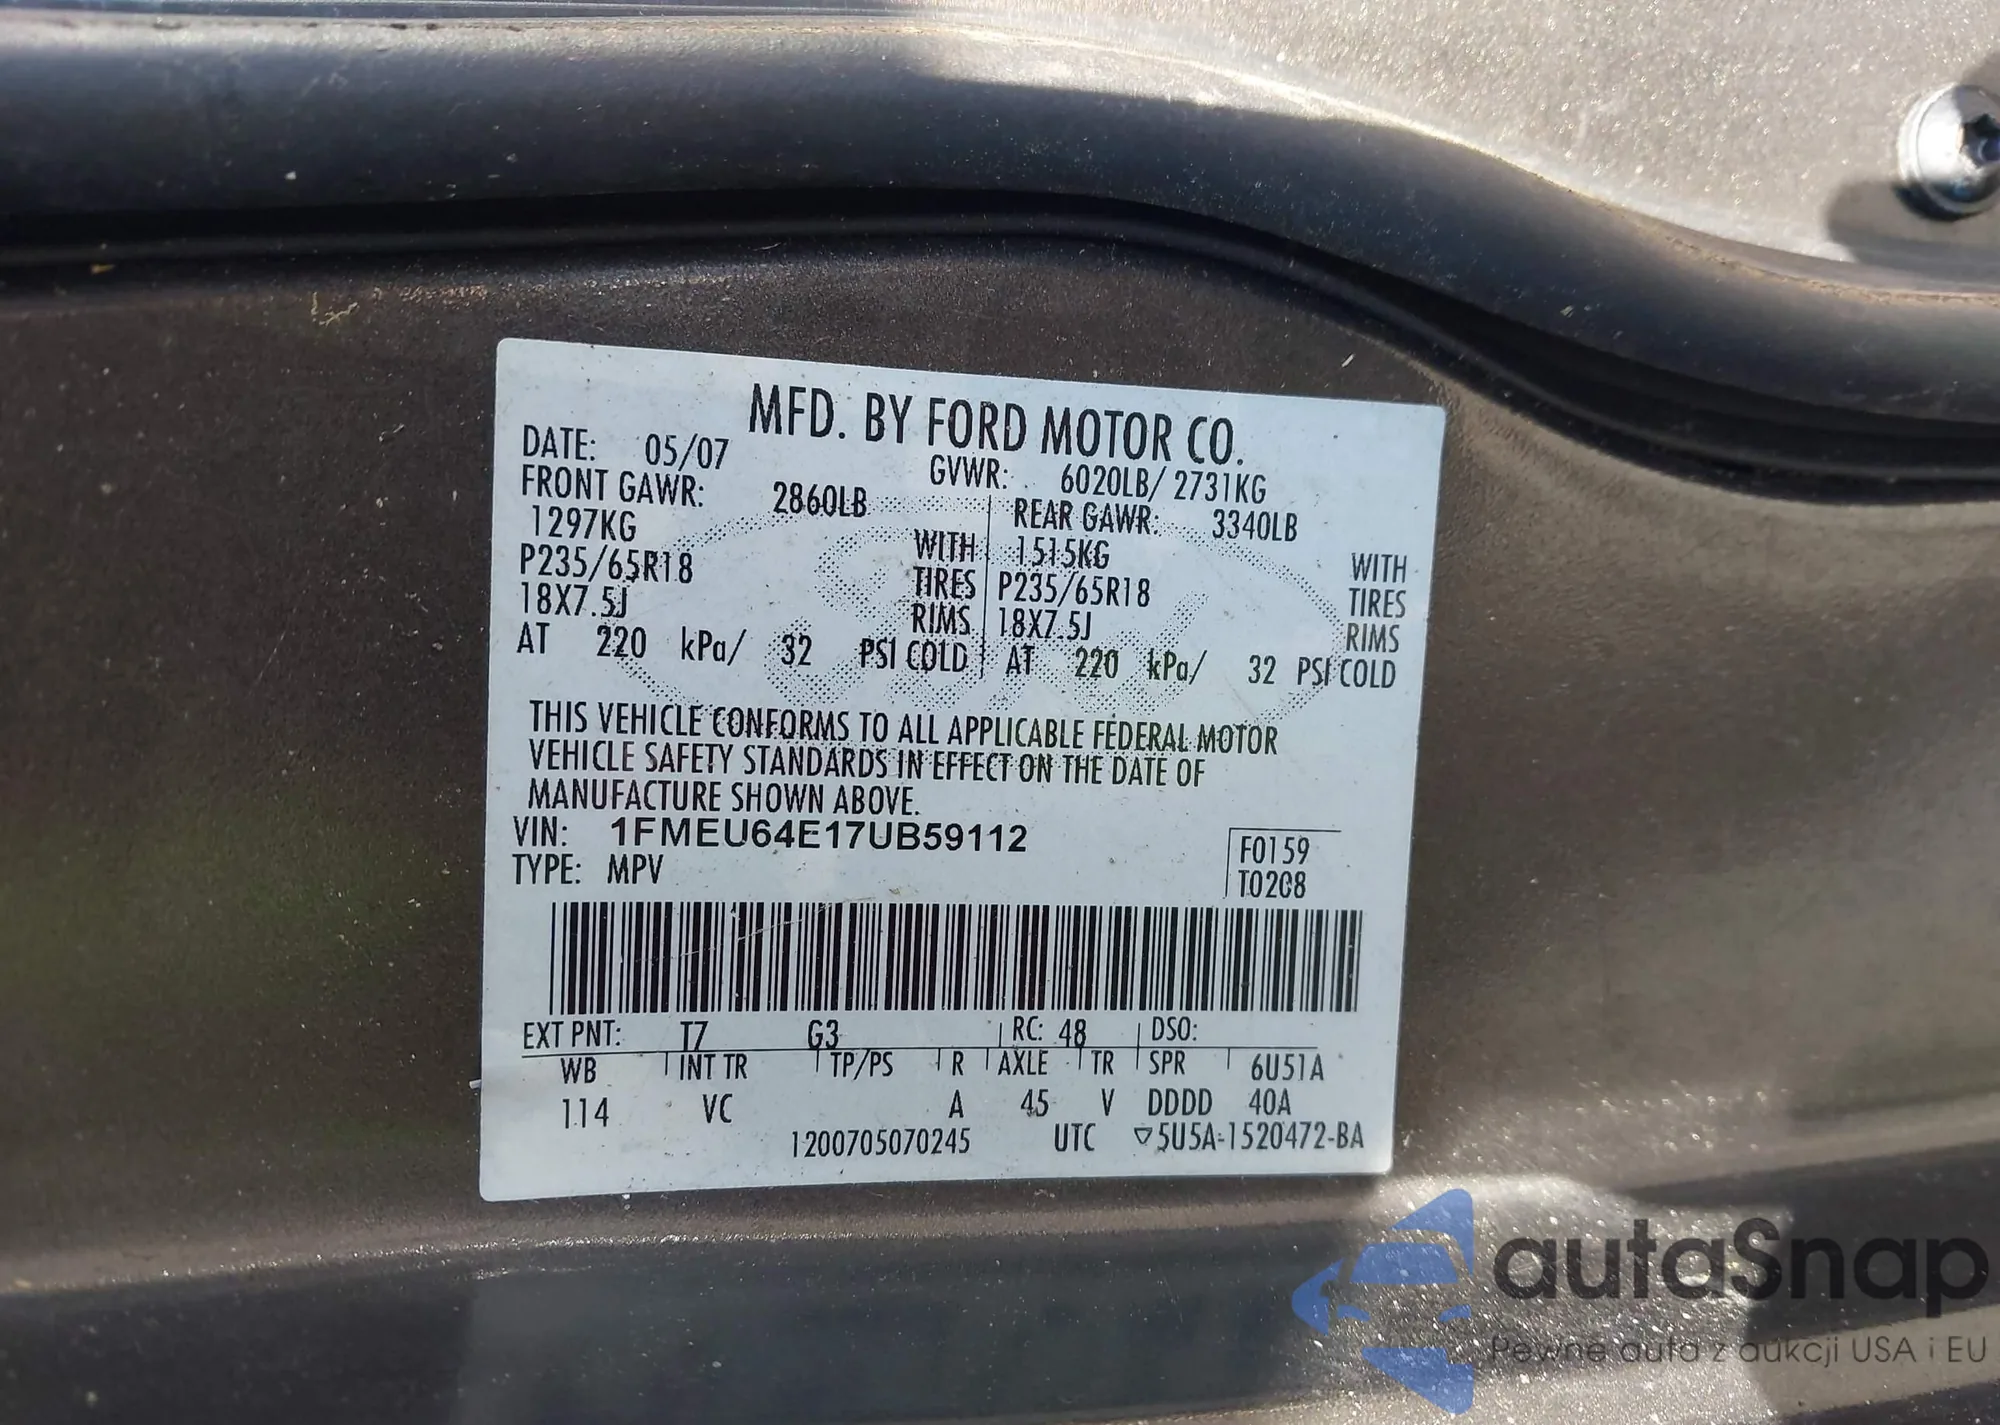 MFD. BY FORD MOTOR CO.
DATE: 05/07 GVWR: 6020LB/ 2731KG
FRONT GAWR: 2860LB REAR GAWR: 3340LB
1297KG WITH 1515KG WITH
P235/65R18 TIRES P235/65R18 TIRES
18X7.5J RIMS 18X7.5J RIMS
AT 220 kPa/ 32 PSI COLD AT 220 kPa/ 32 PSI COLD
THIS VEHICLE CONFORMS TO ALL APPLICABLE FEDERAL MOTOR
VEHICLE SAFETY STANDARDS IN EFFECT ON THE DATE OF
MANUFACTURE SHOWN ABOVE.
VIN: 1FMEU64E17UB59112
TYPE: MPV
F0159
T0208
EXT PNT: T7 G3 RC: 48 DSO:
WB INT TR TP/PS R AXLE TR SPR 6U51A
114 VC A 45 V DDDD 40A
1200705070245 UTC ▽5U5A-1520472-BA
autaSnap
Pewne auta z aukcji USA i EU